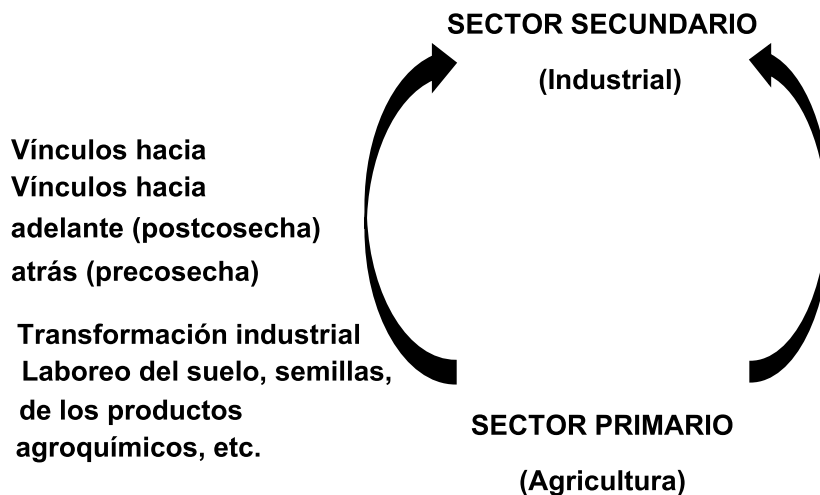 SECTOR SECUNDARIO
(Industrial)
Vínculos hacia
Vínculos hacia
adelante (postcosecha)
atrás (precosecha)
Transformación industrial
Laboreo del suelo, semillas,
de los productos
agroquímicos, etc.
SECTOR PRIMARIO
(Agricultura)